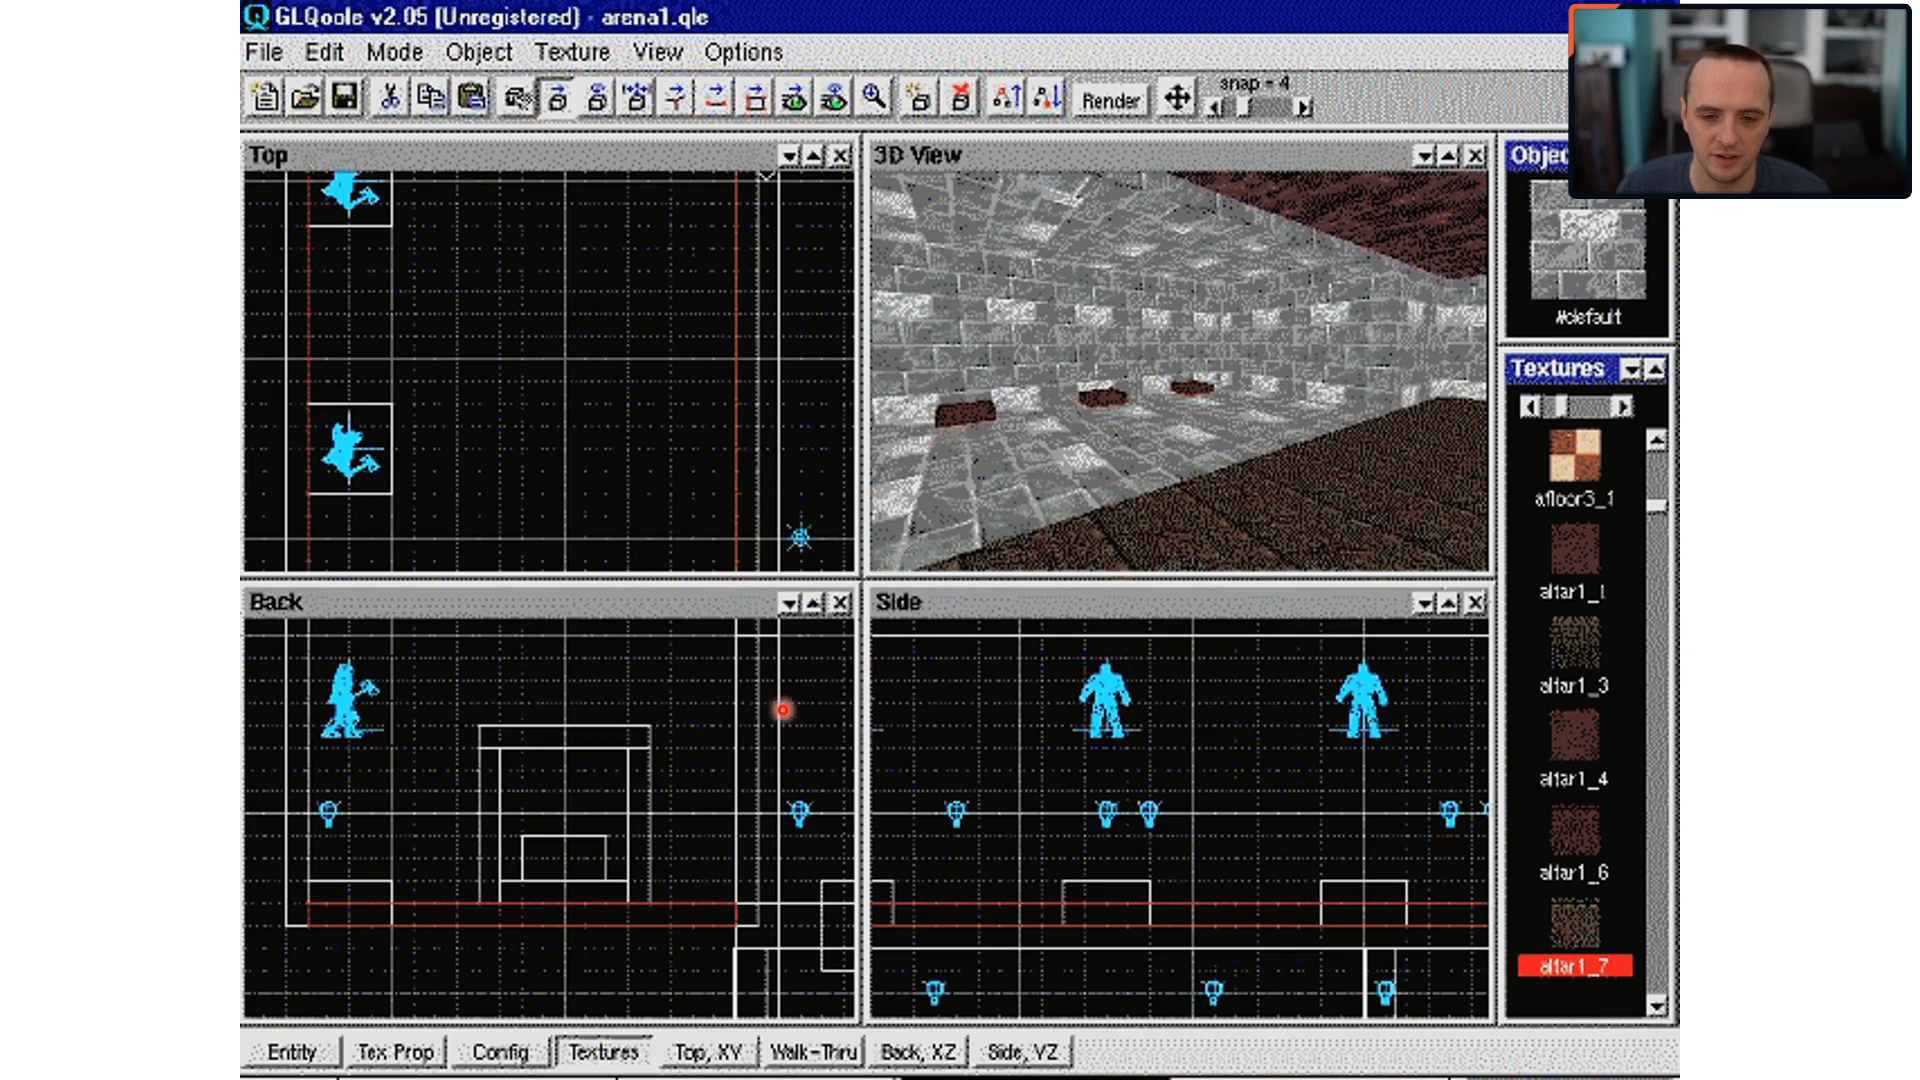 GLQoole v2.05 [Unregistered] - arena1.qle
File Edit Mode Object Texture View Options
Render
snap = 4
Top
3D View
Objec
#default
Textures
afloor3_1
altar1_1
altar1_3
altar1_4
altar1_6
altar1_7
Back
Side
Entity Tex Prop Config Textures Top, XY Walk-Thru Back, XZ Side, YZ